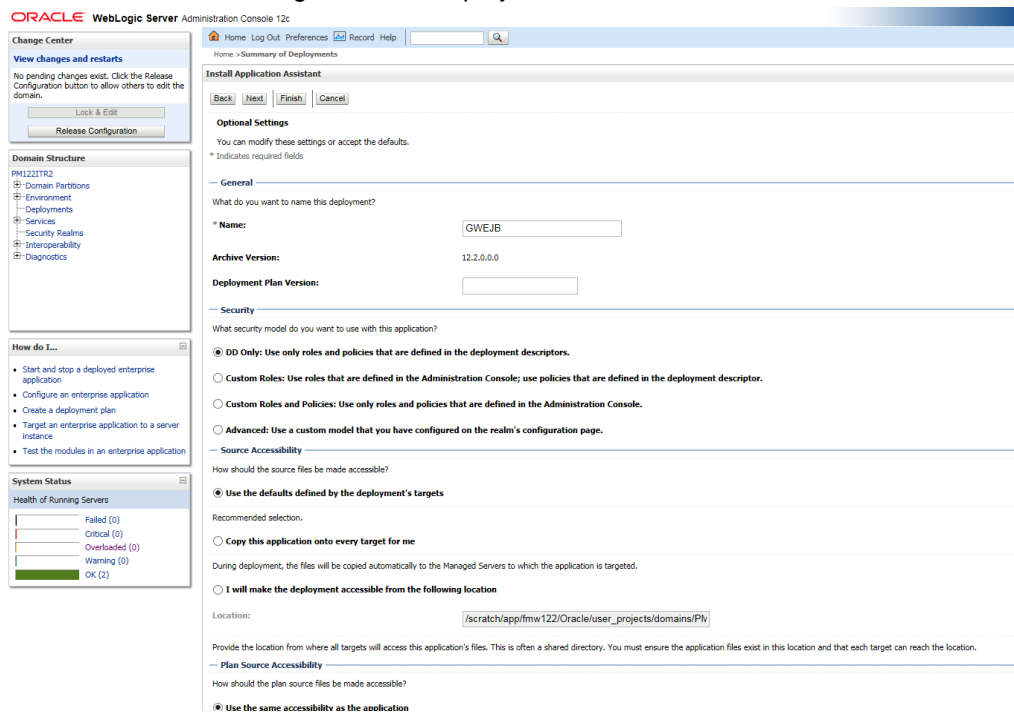 ORACLE WebLogic Server Administration Console 12c
Change Center
View changes and restarts
No pending changes exist. Click the Release
Configuration button to allow others to edit the
domain.
Lock & Edit
Release Configuration
Domain Structure
PM122ITR2
Domain Partitions
Environment
Deployments
Services
Security Realms
Interoperability
Diagnostics
How do I...
Start and stop a deployed enterprise
application
Configure an enterprise application
Create a deployment plan
Target an enterprise application to a server
instance
Test the modules in an enterprise application
System Status
Health of Running Servers
Failed (0)
Critical (0)
Overloaded (0)
Warning (0)
OK (2)
Home Log Out Preferences Record Help
Home >Summary of Deployments
Install Application Assistant
Back Next Finish Cancel
Optional Settings
You can modify these settings or accept the defaults.
* Indicates required fields
General
What do you want to name this deployment?
* Name: GWEJB
Archive Version: 12.2.0.0.0
Deployment Plan Version:
Security
What security model do you want to use with this application?
DD Only: Use only roles and policies that are defined in the deployment descriptors.
Custom Roles: Use roles that are defined in the Administration Console; use policies that are defined in the deployment descriptor.
Custom Roles and Policies: Use only roles and policies that are defined in the Administration Console.
Advanced: Use a custom model that you have configured on the realm's configuration page.
Source Accessibility
How should the source files be made accessible?
Use the defaults defined by the deployment's targets
Recommended selection.
Copy this application onto every target for me
During deployment, the files will be copied automatically to the Managed Servers to which the application is targeted.
I will make the deployment accessible from the following location
Location: /scratch/app/fmw122/Oracle/user_projects/domains/PM
Provide the location from where all targets will access this application's files. This is often a shared directory. You must ensure the application files exist in this location and that each target can reach the location.
Plan Source Accessibility
How should the plan source files be made accessible?
Use the same accessibility as the application